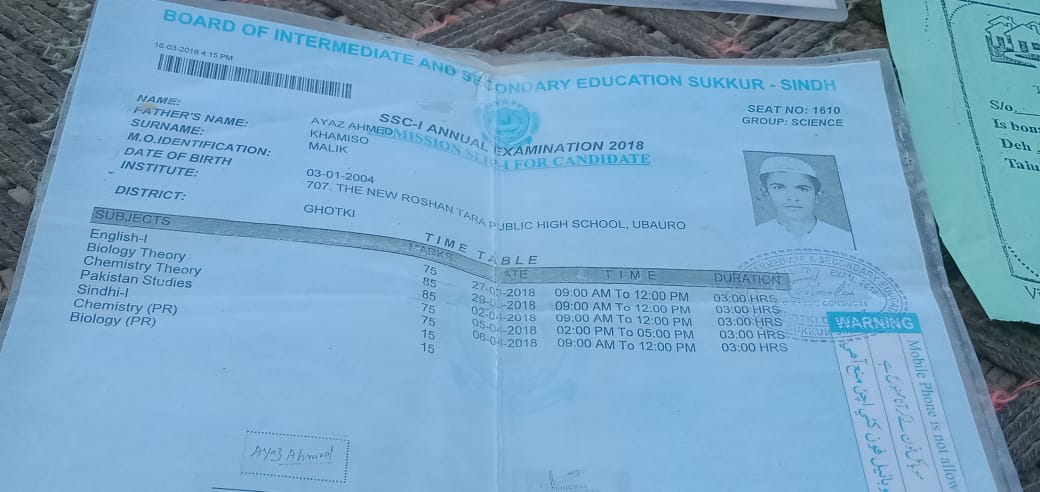 BOARD OF INTERMEDIATE AND SECONDARY EDUCATION SUKKUR - SINDH
16-03-2018 4:15 PM
SSC-I ANNUAL EXAMINATION 2018
ADMISSION SLIP-I FOR CANDIDATE
SEAT NO: 1610
GROUP: SCIENCE
NAME: AYAZ AHMED
FATHER'S NAME: KHAMISO
SURNAME: MALIK
M.O.IDENTIFICATION:
DATE OF BIRTH 03-01-2004
INSTITUTE: 707. THE NEW ROSHAN TARA PUBLIC HIGH SCHOOL, UBAURO
DISTRICT: GHOTKI
TIME TABLE
SUBJECTS MARKS DATE TIME DURATION
English-I 75 27-03-2018 09:00 AM To 12:00 PM 03:00 HRS
Biology Theory 85 29-03-2018 09:00 AM To 12:00 PM 03:00 HRS
Chemistry Theory 85 02-04-2018 09:00 AM To 12:00 PM 03:00 HRS
Pakistan Studies 75 05-04-2018 02:00 PM To 05:00 PM 03:00 HRS
Sindhi-I 75 06-04-2018 09:00 AM To 12:00 PM 03:00 HRS
Chemistry (PR) 15
Biology (PR) 15
WARNING
Mobile Phone is not allow
Ayaz Ahmed
S/o.
Is bon
Deh